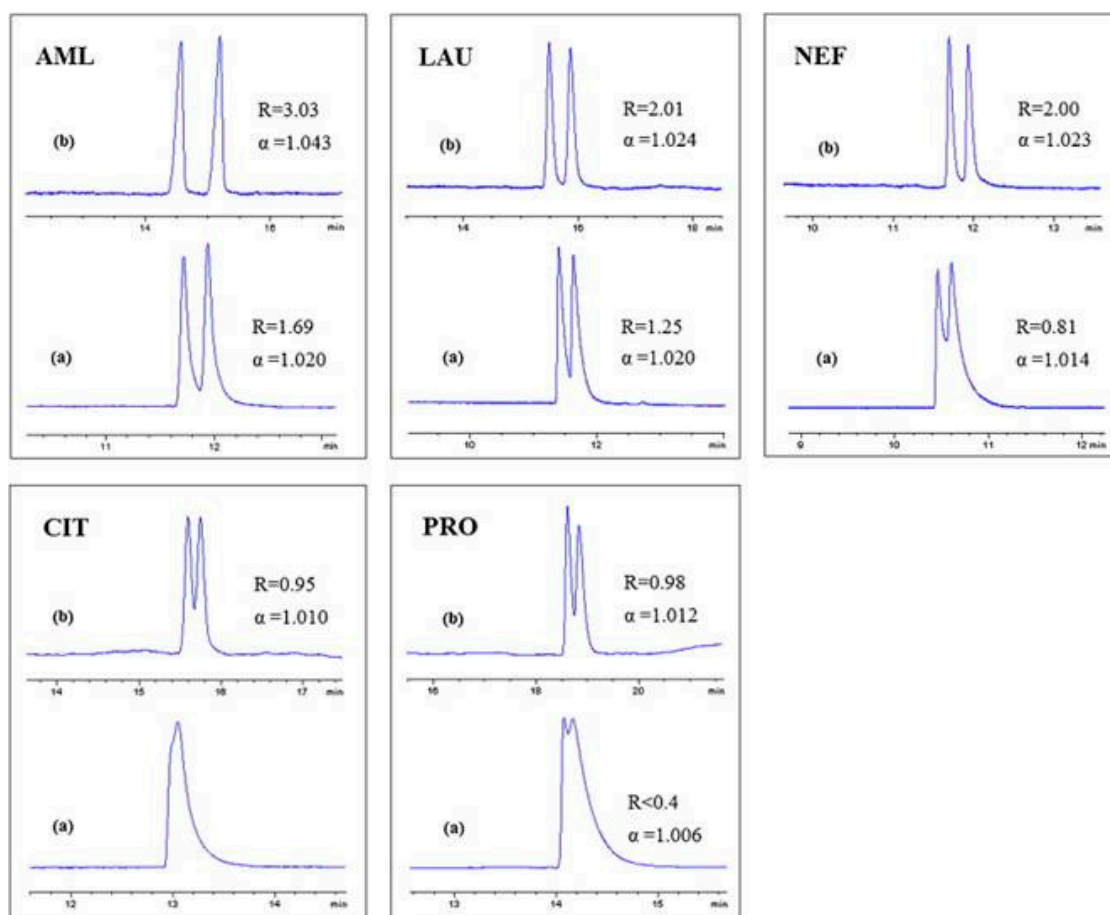 AML
(b)
R=3.03
α =1.043
14 16 min
(a)
R=1.69
α =1.020
11 12 min
LAU
(b)
R=2.01
α =1.024
14 16 18 min
(a)
R=1.25
α =1.020
10 12 min
NEF
(b)
R=2.00
α =1.023
10 11 12 13 min
(a)
R=0.81
α =1.014
9 10 11 12 min
CIT
(b)
R=0.95
α =1.010
14 15 16 17 min
(a)
12 13 14 min
PRO
(b)
R=0.98
α =1.012
16 18 20 min
(a)
R<0.4
α =1.006
13 14 15 min